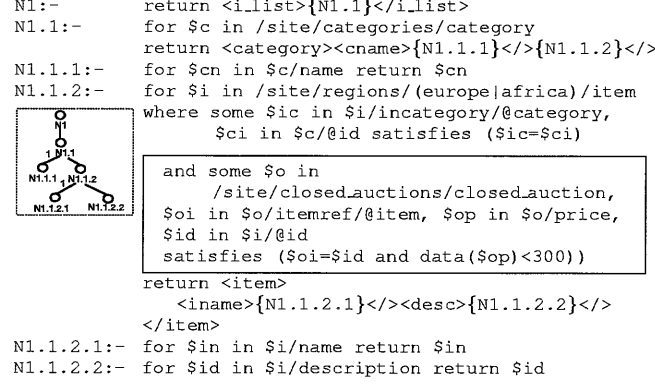 N1:- return <i_list>{N1.1}</i_list>
N1.1:- for $c in /site/categories/category
return <category><cname>{N1.1.1}</>{N1.1.2}</>
N1.1.1:- for $cn in $c/name return $cn
N1.1.2:- for $i in /site/regions/(europe|africa)/item
where some $ic in $i/incategory/@category,
$ci in $c/@id satisfies ($ic=$ci)
N1
1 N1.1
N1.1.1 1 N1.1.2
N1.1.2.1 N1.1.2.2
and some $o in
/site/closed_auctions/closed_auction,
$oi in $o/itemref/@item, $op in $o/price,
$id in $i/@id
satisfies ($oi=$id and data($op)<300))
return <item>
<iname>{N1.1.2.1}</><desc>{N1.1.2.2}</>
</item>
N1.1.2.1:- for $in in $i/name return $in
N1.1.2.2:- for $id in $i/description return $id